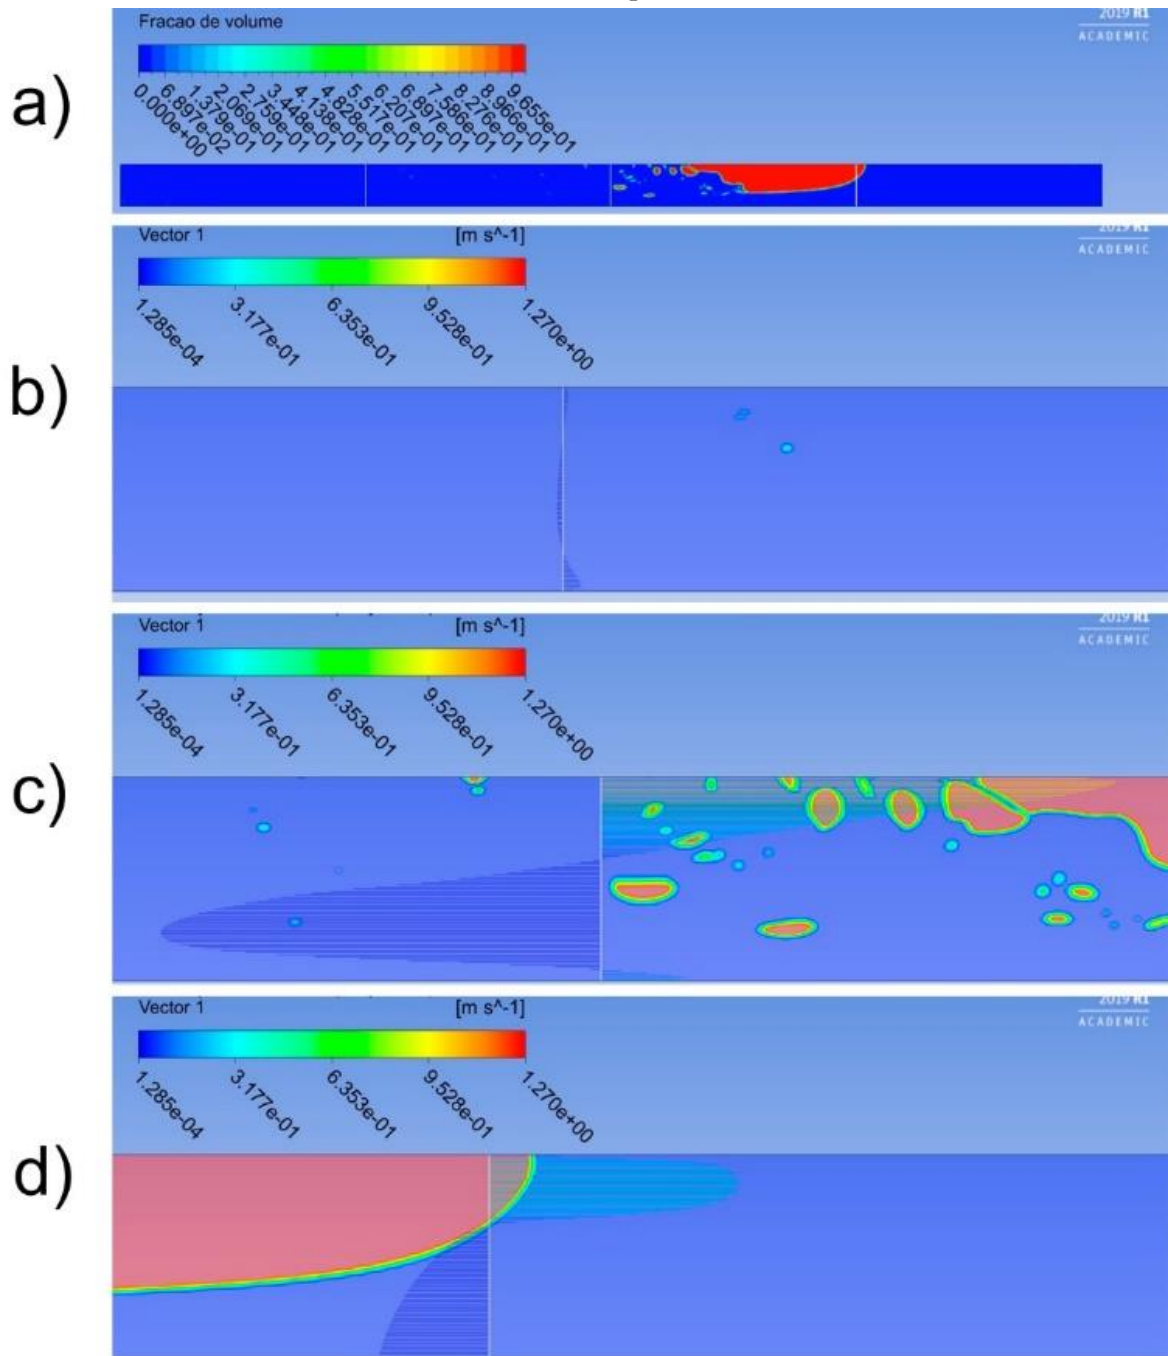 a)
Fracao de volume
2019 R1
ACADEMIC
0.000e+00
6.897e-02
1.379e-01
2.069e-01
2.759e-01
3.448e-01
4.138e-01
4.828e-01
5.517e-01
6.207e-01
6.897e-01
7.586e-01
8.276e-01
8.966e-01
9.655e-01
b)
Vector 1 [m s^-1]
2019 R1
ACADEMIC
1.285e-04
3.177e-01
6.353e-01
9.528e-01
1.270e+00
c)
Vector 1 [m s^-1]
2019 R1
ACADEMIC
1.285e-04
3.177e-01
6.353e-01
9.528e-01
1.270e+00
d)
Vector 1 [m s^-1]
2019 R1
ACADEMIC
1.285e-04
3.177e-01
6.353e-01
9.528e-01
1.270e+00